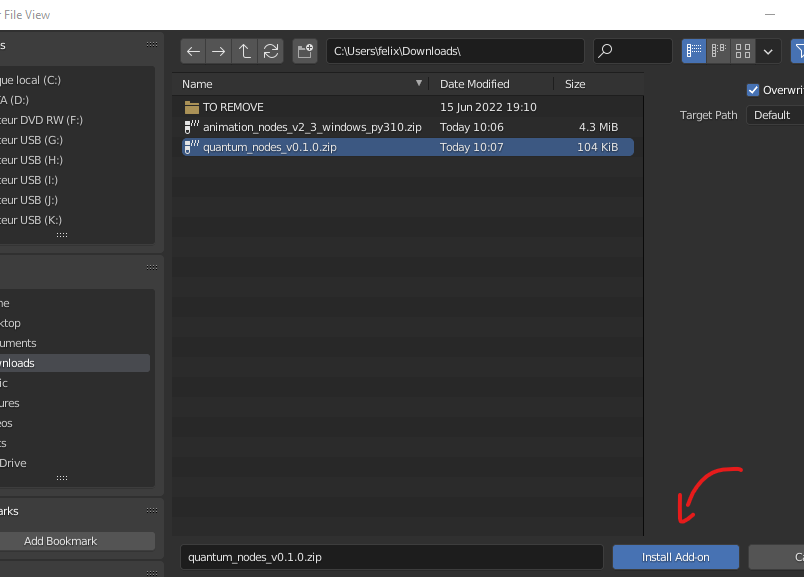 File View
C:\Users\felix\Downloads\
Name Date Modified Size
TO REMOVE 15 Jun 2022 19:10
animation_nodes_v2_3_windows_py310.zip Today 10:06 4.3 MiB
quantum_nodes_v0.1.0.zip Today 10:07 104 KiB
s
que local (C:)
A (D:)
teur DVD RW (F:)
teur USB (G:)
teur USB (H:)
teur USB (I:)
teur USB (J:)
teur USB (K:)
me
ktop
uments
wnloads
ic
ures
eos
ts
Drive
arks
Add Bookmark
Overwri
Target Path Default
quantum_nodes_v0.1.0.zip
Install Add-on
Ca